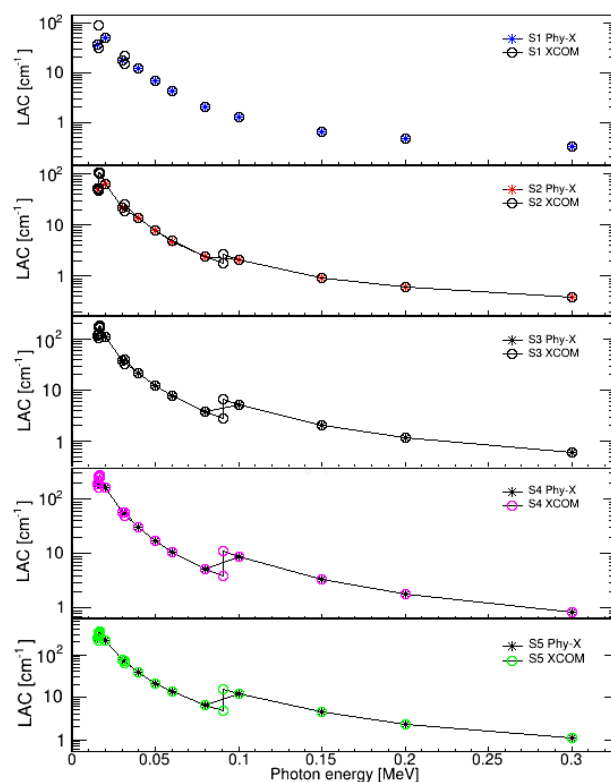 LAC [cm⁻¹]
10²
10
1
S1 Phy-X
S1 XCOM
LAC [cm⁻¹]
10²
10
1
S2 Phy-X
S2 XCOM
LAC [cm⁻¹]
10²
10
1
S3 Phy-X
S3 XCOM
LAC [cm⁻¹]
10²
10
1
S4 Phy-X
S4 XCOM
LAC [cm⁻¹]
10²
10
1
S5 Phy-X
S5 XCOM
0 0.05 0.1 0.15 0.2 0.25 0.3
Photon energy [MeV]